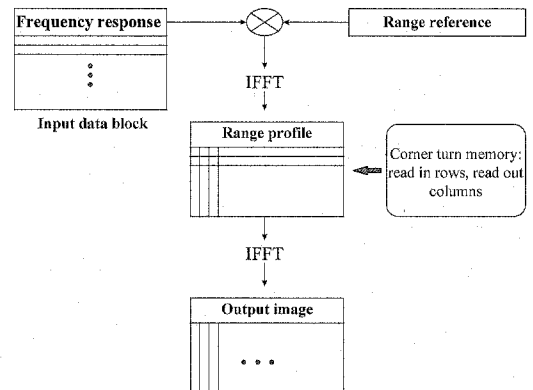 Frequency response
Range reference
Input data block
IFFT
Range profile
Corner turn memory:
read in rows, read out
columns
IFFT
Output image